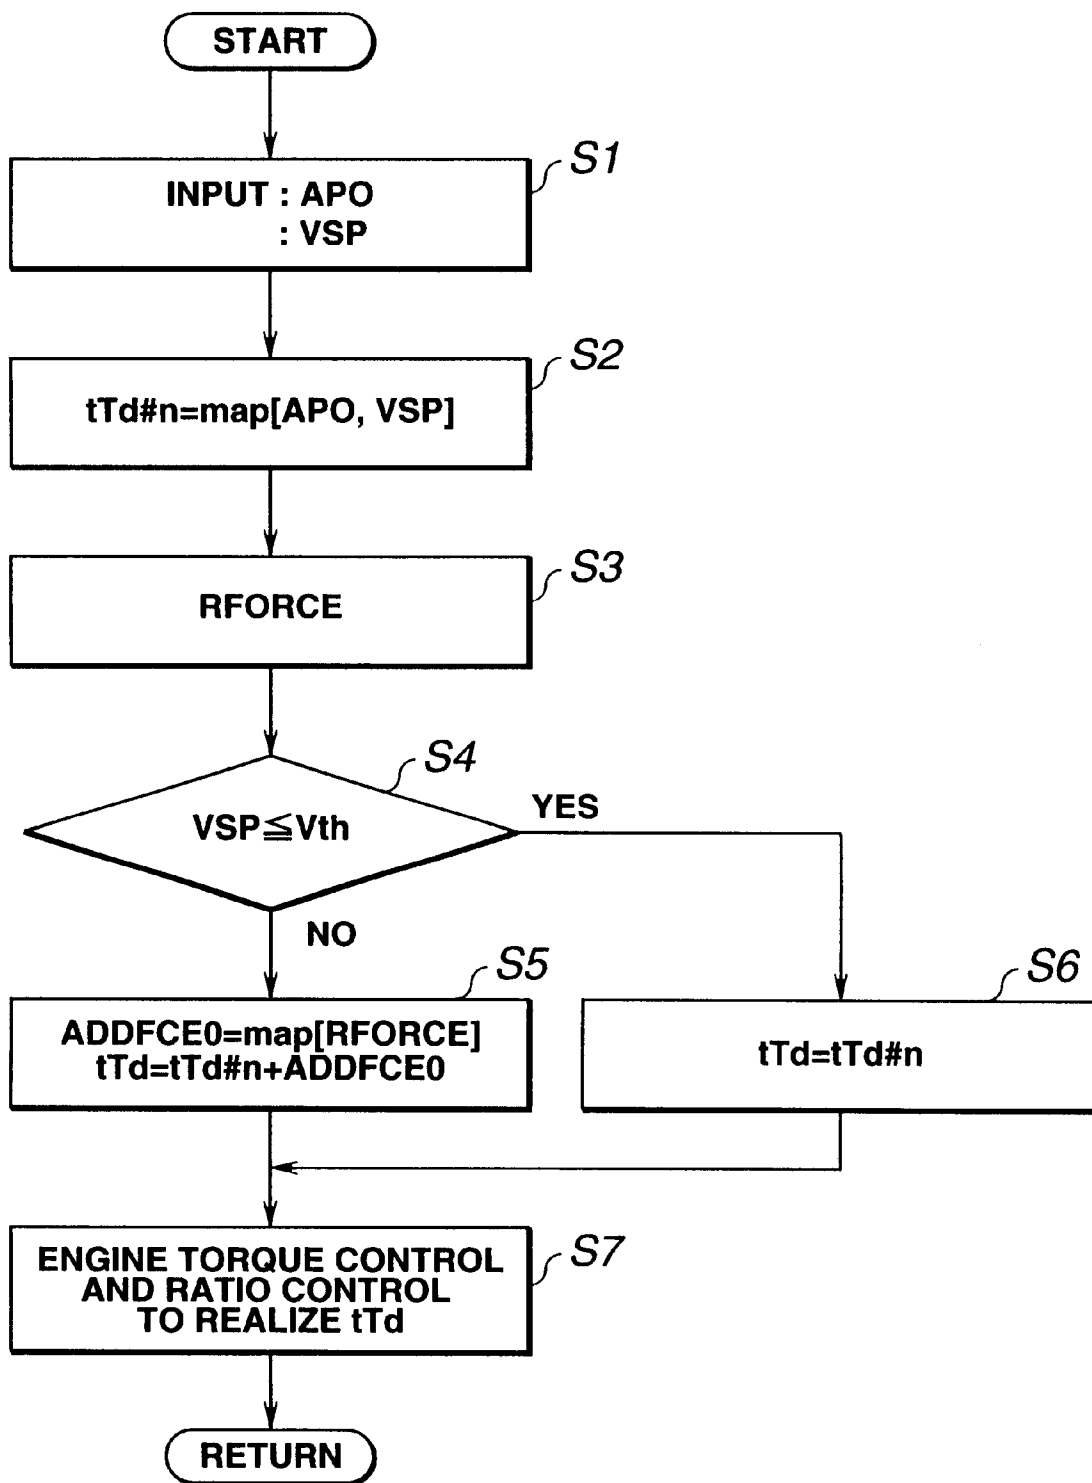 START
S1
INPUT : APO
: VSP
S2
tTd#n=map[APO, VSP]
S3
RFORCE
S4
VSP≦Vth
YES
NO
S5
ADDFCE0=map[RFORCE]
tTd=tTd#n+ADDFCE0
S6
tTd=tTd#n
S7
ENGINE TORQUE CONTROL
AND RATIO CONTROL
TO REALIZE tTd
RETURN